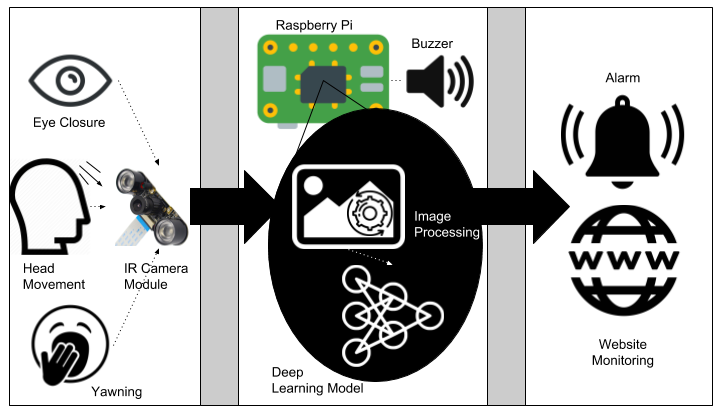 Eye Closure
Head
Movement
IR Camera
Module
Yawning
Raspberry Pi
Buzzer
Image
Processing
Deep
Learning Model
Alarm
WWW
Website
Monitoring